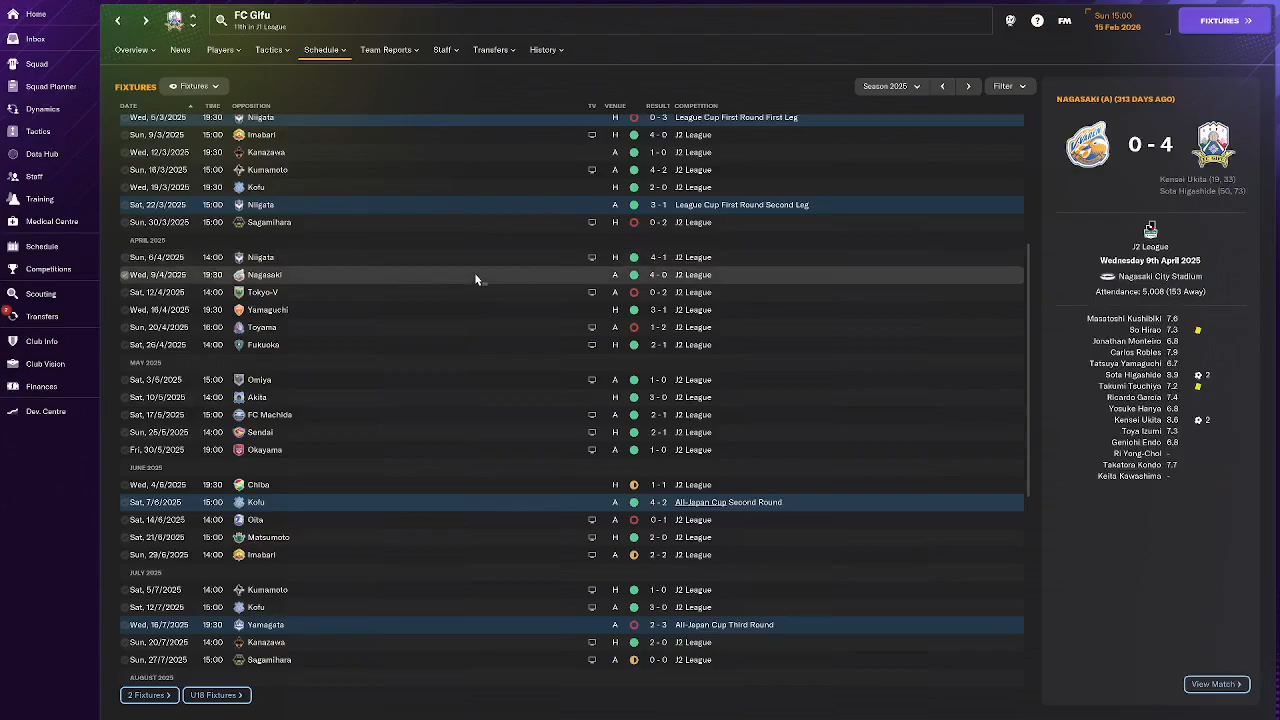 Home
Inbox
Squad
Squad Planner
Dynamics
Tactics
Data Hub
Staff
Training
Medical Centre
Schedule
Competitions
Scouting
2
Transfers
Club Info
Club Vision
Finances
Dev. Centre
FC Gifu
11th in J1 League
FM
Sun 15:00
15 Feb 2026
FIXTURES
Overview News Players Tactics Schedule Team Reports Staff Transfers History
FIXTURES Fixtures Season 2025 Filter
DATE TIME OPPOSITION TV VENUE RESULT COMPETITION
Wed, 5/3/2025 19:30 Niigata H 0 - 3 League Cup First Round First Leg
Sun, 9/3/2025 15:00 Imabari H 4 - 0 J2 League
Wed, 12/3/2025 19:30 Kanazawa A 1 - 0 J2 League
Sun, 16/3/2025 15:00 Kumamoto A 4 - 2 J2 League
Wed, 19/3/2025 19:30 Kofu H 2 - 0 J2 League
Sat, 22/3/2025 15:00 Niigata A 3 - 1 League Cup First Round Second Leg
Sun, 30/3/2025 15:00 Sagamihara H 0 - 2 J2 League
APRIL 2025
Sun, 6/4/2025 14:00 Niigata H 4 - 1 J2 League
Wed, 9/4/2025 19:30 Nagasaki A 4 - 0 J2 League
Sat, 12/4/2025 14:00 Tokyo-V A 0 - 2 J2 League
Wed, 16/4/2025 19:30 Yamaguchi H 3 - 1 J2 League
Sun, 20/4/2025 16:00 Toyama A 1 - 2 J2 League
Sat, 26/4/2025 14:00 Fukuoka H 2 - 1 J2 League
MAY 2025
Sat, 3/5/2025 15:00 Omiya A 1 - 0 J2 League
Sat, 10/5/2025 14:00 Akita H 3 - 0 J2 League
Sat, 17/5/2025 15:00 FC Machida A 2 - 1 J2 League
Sun, 25/5/2025 14:00 Sendai H 2 - 1 J2 League
Fri, 30/5/2025 19:00 Okayama A 1 - 0 J2 League
JUNE 2025
Wed, 4/6/2025 19:30 Chiba H 1 - 1 J2 League
Sat, 7/6/2025 15:00 Kofu A 4 - 2 All-Japan Cup Second Round
Sat, 14/6/2025 14:00 Oita A 0 - 1 J2 League
Sat, 21/6/2025 15:00 Matsumoto H 2 - 0 J2 League
Sun, 29/6/2025 14:00 Imabari A 2 - 2 J2 League
JULY 2025
Sat, 5/7/2025 14:00 Kumamoto H 1 - 0 J2 League
Sat, 12/7/2025 15:00 Kofu A 3 - 0 J2 League
Wed, 16/7/2025 19:30 Yamagata A 2 - 3 All-Japan Cup Third Round
Sun, 20/7/2025 14:00 Kanazawa H 2 - 0 J2 League
Sun, 27/7/2025 15:00 Sagamihara A 0 - 0 J2 League
AUGUST 2025
2 Fixtures > U18 Fixtures >
NAGASAKI (A) (313 DAYS AGO)
0 - 4
Kensei Ukita (19, 33)
Sota Higashide (50, 73)
J2 League
Wednesday 9th April 2025
Nagasaki City Stadium
Attendance: 5,008 (153 Away)
Masatoshi Kushibiki 7.6
So Hirao 7.3
Jonathan Monteiro 6.8
Carlos Robles 7.9
Tatsuya Yamaguchi 6.7
Sota Higashide 8.9 2
Takumi Tsuchiya 7.2
Ricardo García 7.4
Yosuke Hanya 6.8
Kensei Ukita 8.6 2
Toya Izumi 7.3
Genichi Endo 6.8
Ri Yong-Chol -
Takatora Kondo 7.7
Keita Kawashima -
View Match >